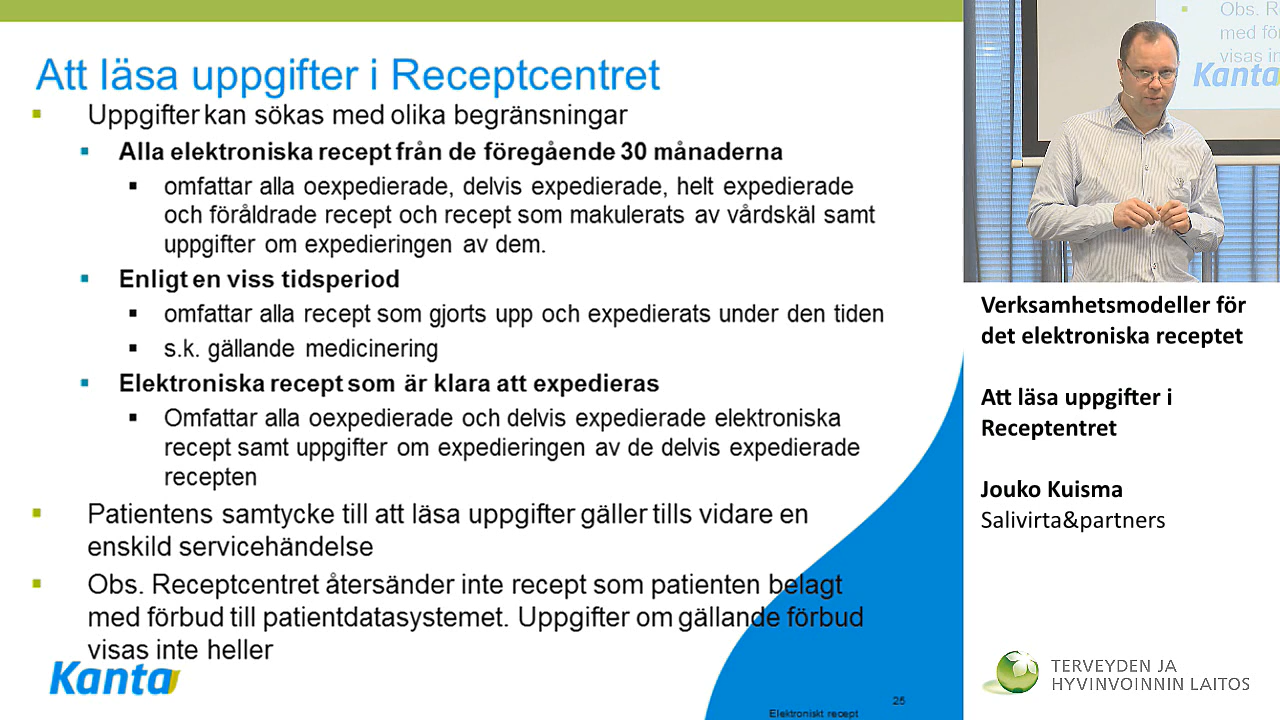 Att läsa uppgifter i Receptcentret
Uppgifter kan sökas med olika begränsningar
Alla elektroniska recept från de föregående 30 månaderna
omfattar alla oexpedierade, delvis expedierade, helt expedierade
och föråldrade recept och recept som makulerats av vårdskäl samt
uppgifter om expedieringen av dem.
Enligt en viss tidsperiod
omfattar alla recept som gjorts upp och expedierats under den tiden
s.k. gällande medicinering
Elektroniska recept som är klara att expedieras
Omfattar alla oexpedierade och delvis expedierade elektroniska
recept samt uppgifter om expedieringen av de delvis expedierade
recepten
Patientens samtycke till att läsa uppgifter gäller tills vidare en
enskild servicehändelse
Obs. Receptcentret återsänder inte recept som patienten belagt
med förbud till patientdatasystemet. Uppgifter om gällande förbud
visas inte heller
Kanta
25
Elektroniskt recept
Obs. R
med för
visas in
Kanta
Verksamhetsmodeller för
det elektroniska receptet
Att läsa uppgifter i
Receptentret
Jouko Kuisma
Salivirta&partners
TERVEYDEN JA
HYVINVOINNIN LAITOS